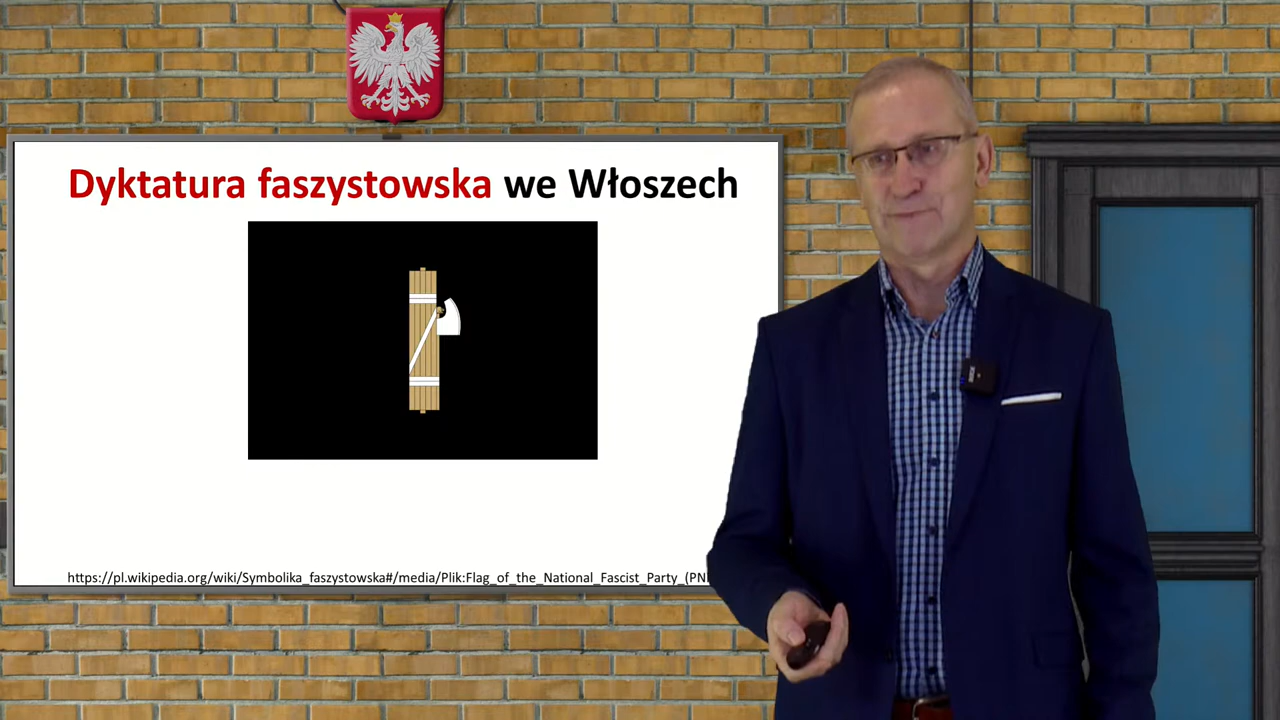 Dyktatura faszystowska we Włoszech
https://pl.wikipedia.org/wiki/Symbolika_faszystowska#/media/Plik:Flag_of_the_National_Fascist_Party_(PN